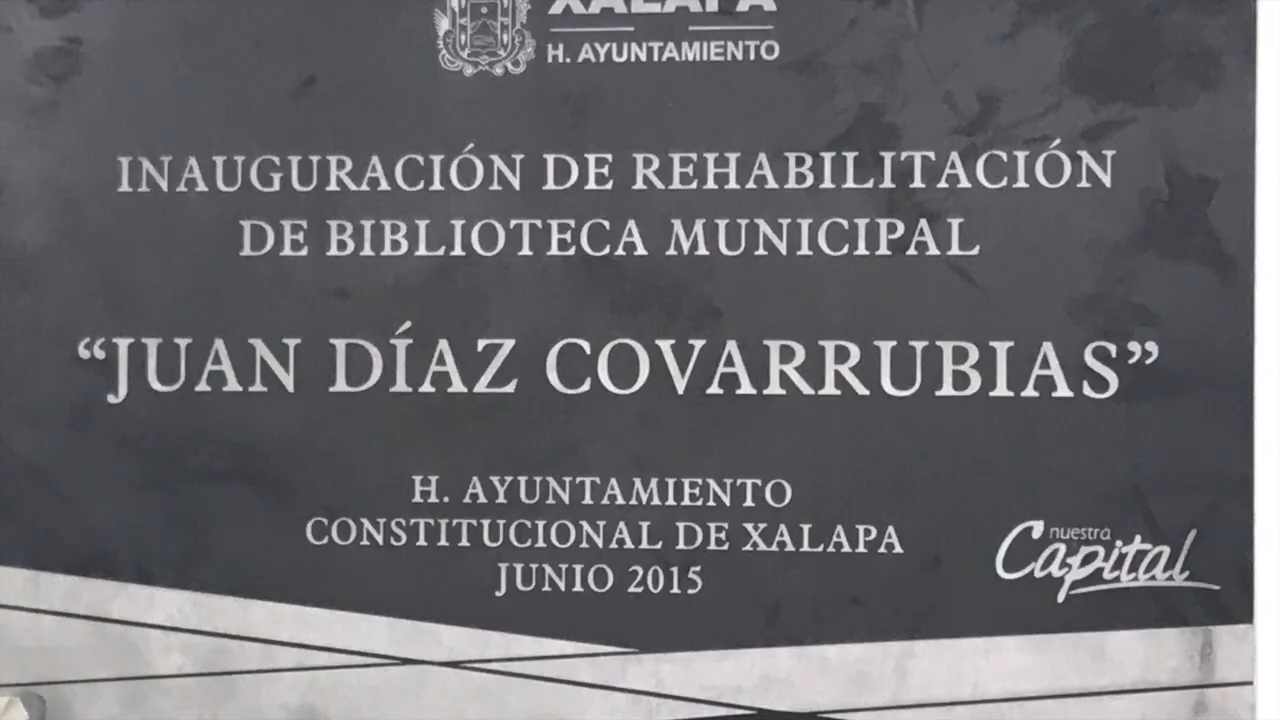 XALAPA
H. AYUNTAMIENTO
INAUGURACIÓN DE REHABILITACIÓN
DE BIBLIOTECA MUNICIPAL
“JUAN DÍAZ COVARRUBIAS”
H. AYUNTAMIENTO
CONSTITUCIONAL DE XALAPA
JUNIO 2015
nuestra
Capital